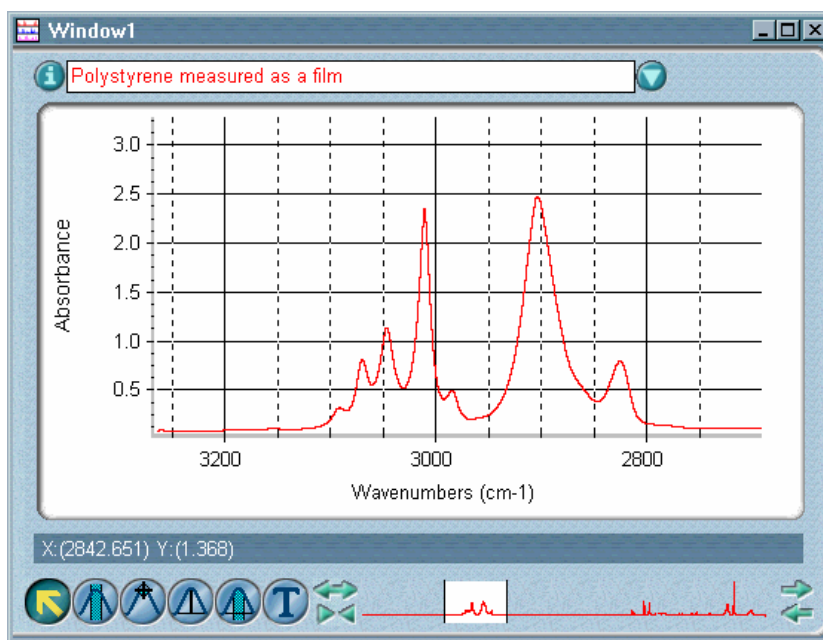 Window1
Polystyrene measured as a film
3.0
2.5
2.0
1.5
1.0
0.5
Absorbance
3200 3000 2800
Wavenumbers (cm-1)
X:(2842.651) Y:(1.368)
T